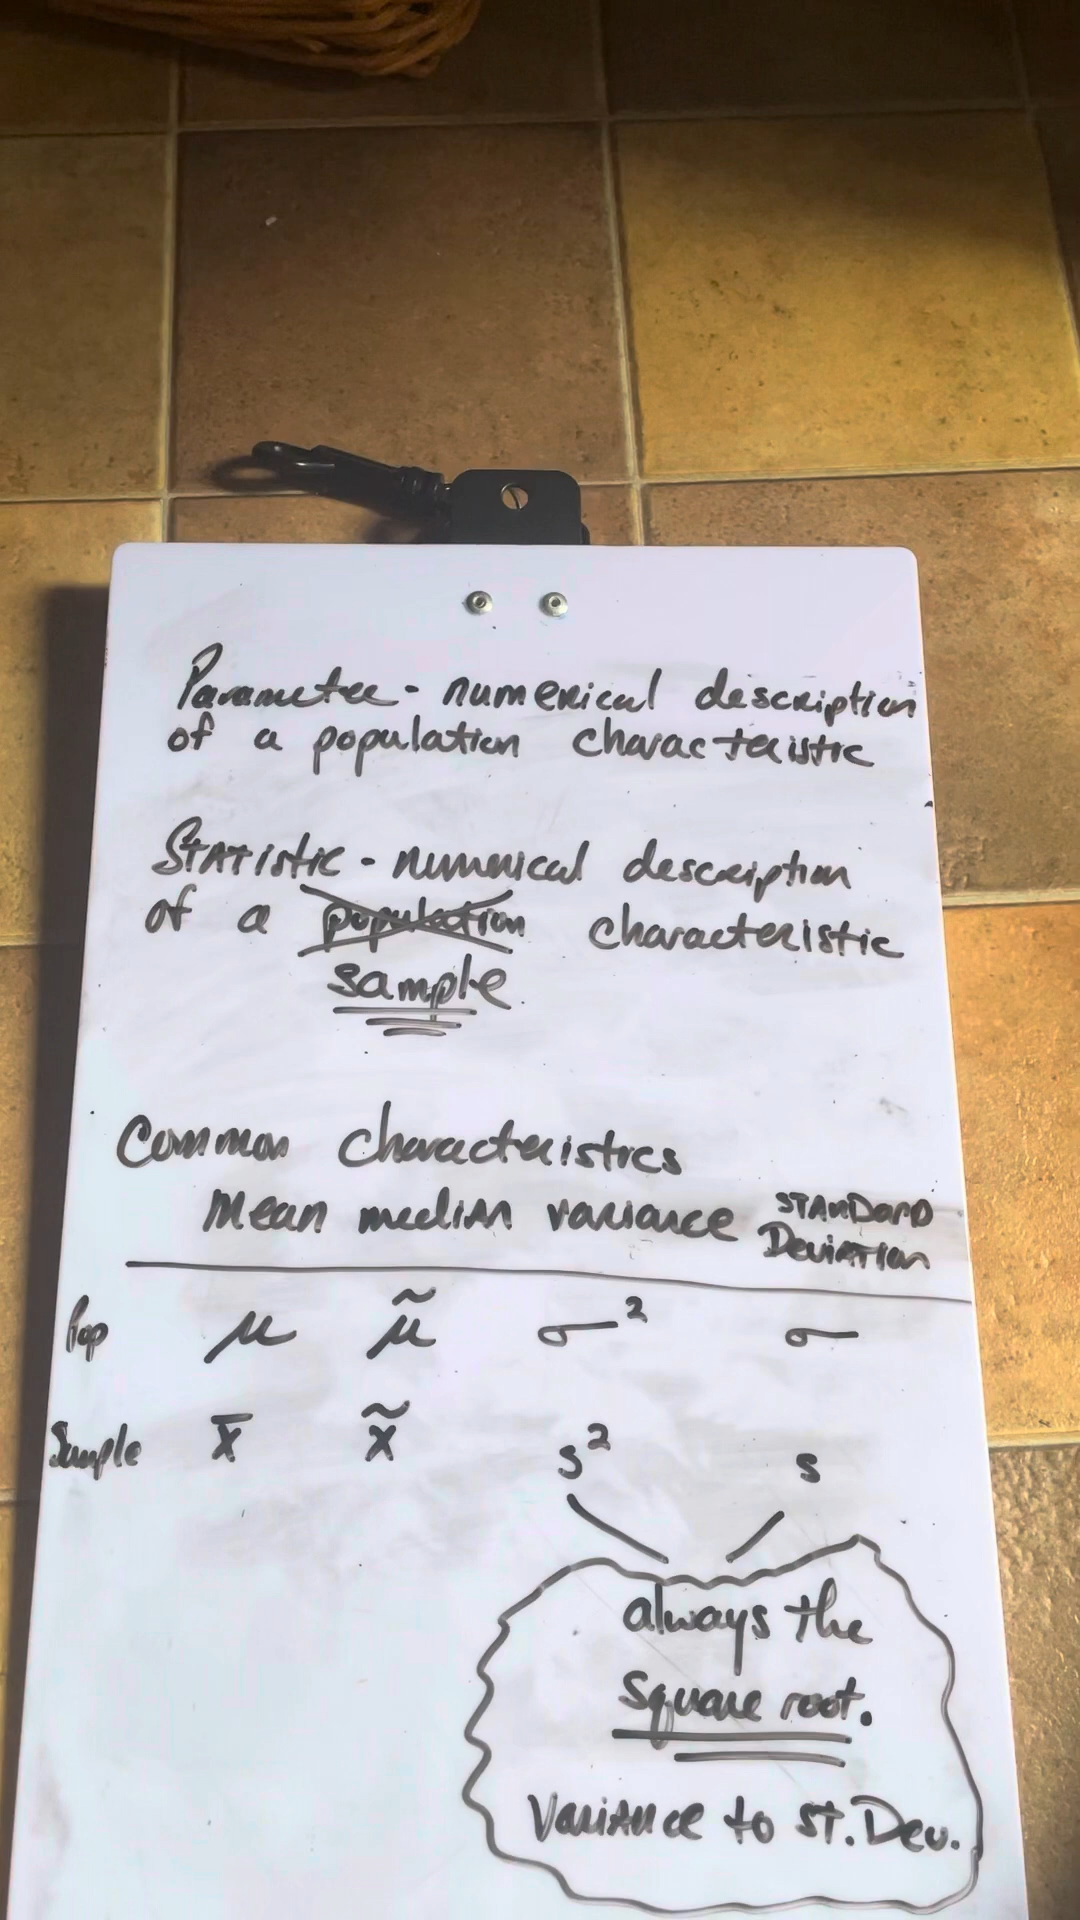 Parameter - numerical description
of a population characteristic
Statistic - numerical description
of a population characteristic
sample
Common Characteristics
Mean median variance STANDARD
Deviation
Pop μ μ̃ σ² σ
Sample x̄ x̃ s² s
always the
square root.
Variance to St. Dev.